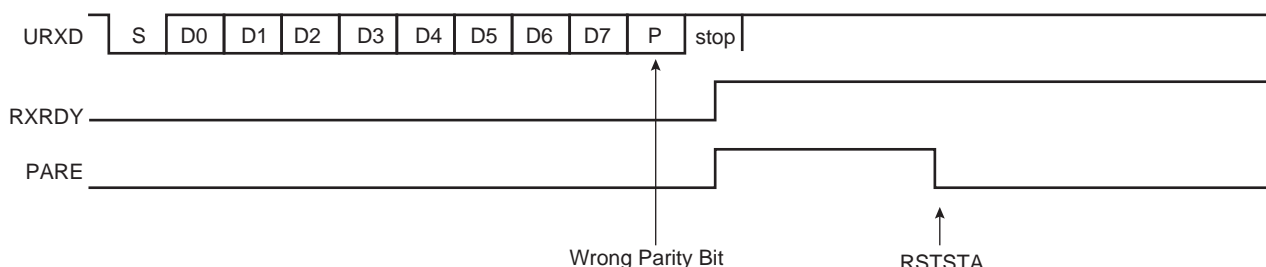 URXD S D0 D1 D2 D3 D4 D5 D6 D7 P stop
RXRDY
PARE
Wrong Parity Bit RSTSTA